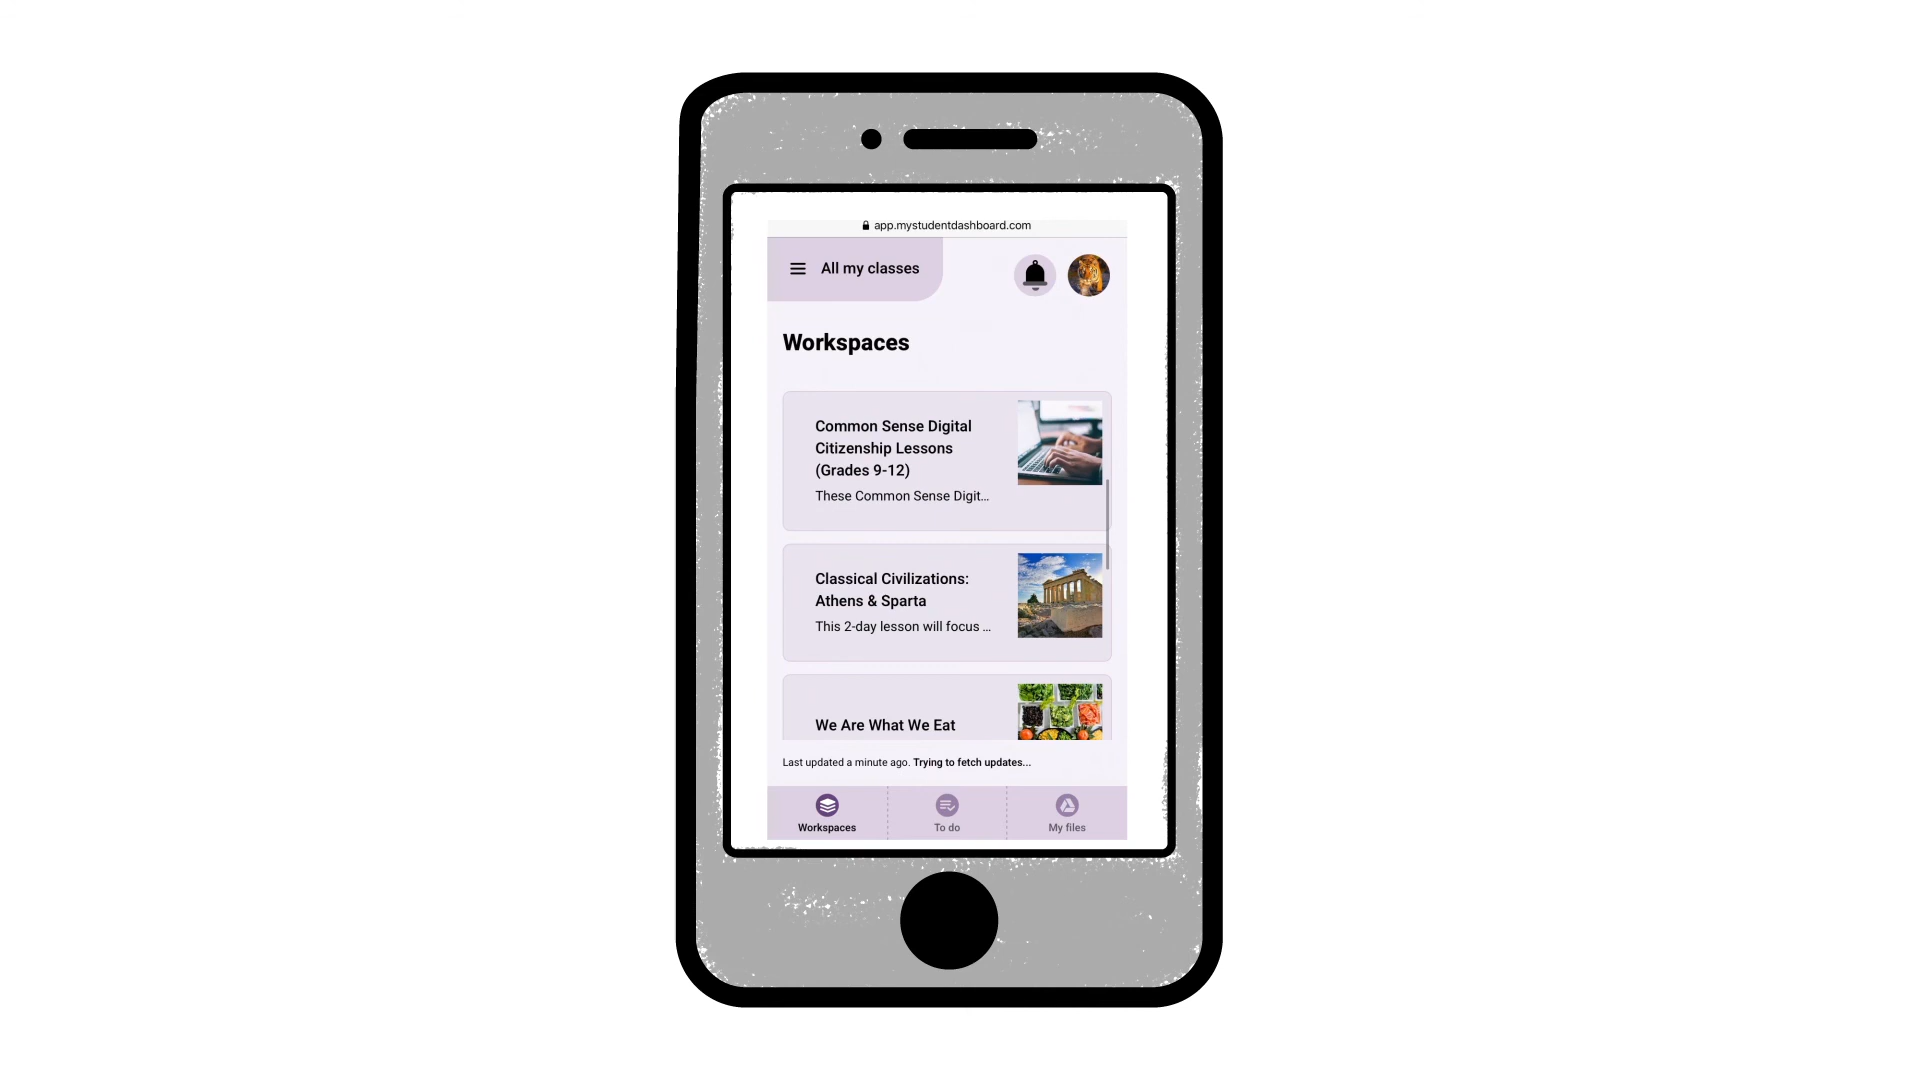 app.mystudentdashboard.com
All my classes
Workspaces
Common Sense Digital
Citizenship Lessons
(Grades 9-12)
These Common Sense Digit...
Classical Civilizations:
Athens & Sparta
This 2-day lesson will focus ...
We Are What We Eat
Last updated a minute ago. Trying to fetch updates...
Workspaces
To do
My files